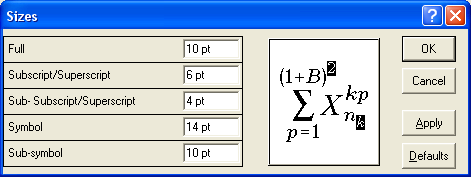 Sizes
Full 10 pt
Subscript/Superscript 6 pt
Sub- Subscript/Superscript 4 pt
Symbol 14 pt
Sub-symbol 10 pt
(1+B)2
∑ X kp n k
p=1
OK
Cancel
Apply
Defaults